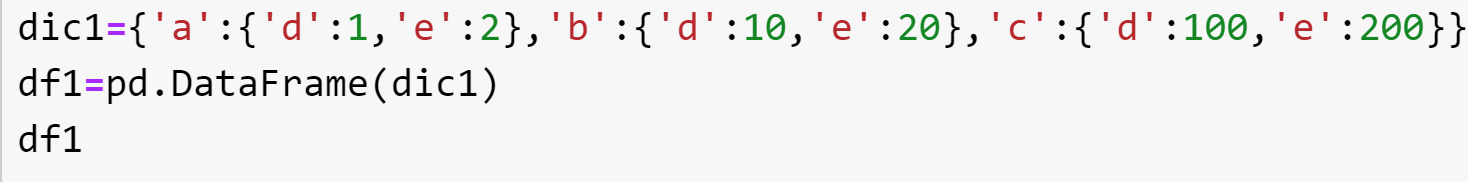 dic1={'a':{'d':1,'e':2},'b':{'d':10,'e':20},'c':{'d':100,'e':200}}
df1=pd.DataFrame(dic1)
df1